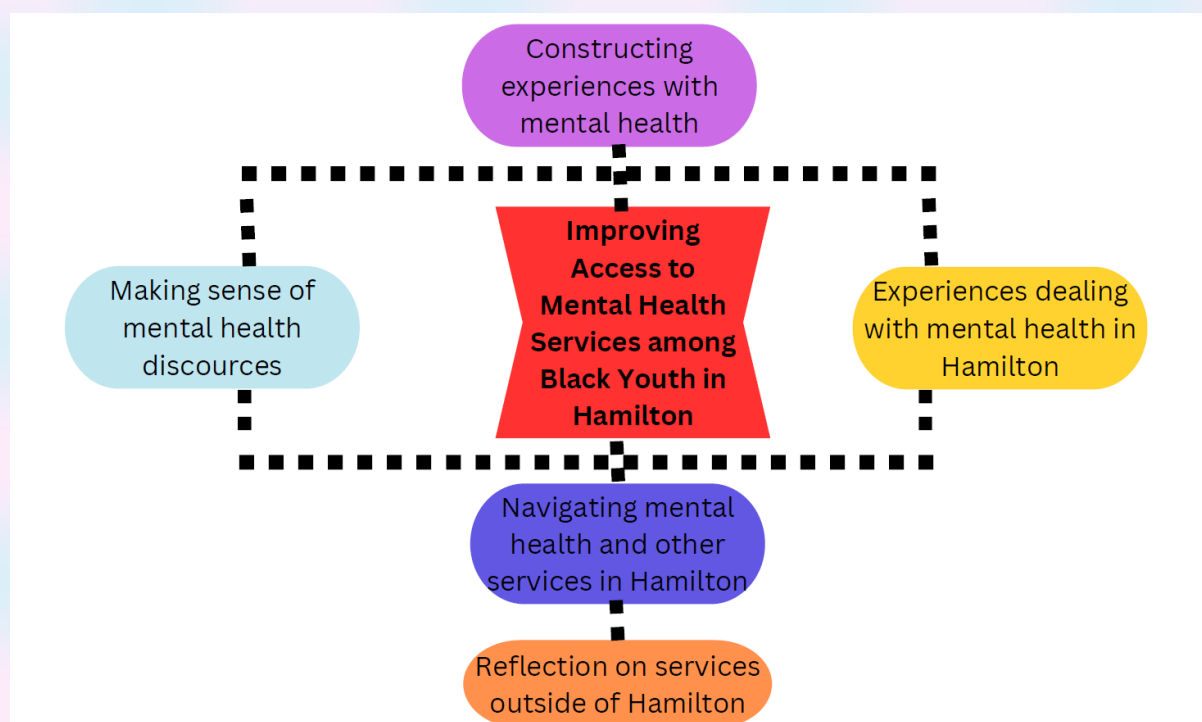 Constructing
experiences with
mental health
Improving
Access to
Mental Health
Services among
Black Youth in
Hamilton
Making sense of
mental health
discources
Experiences dealing
with mental health in
Hamilton
Navigating mental
health and other
services in Hamilton
Reflection on services
outside of Hamilton